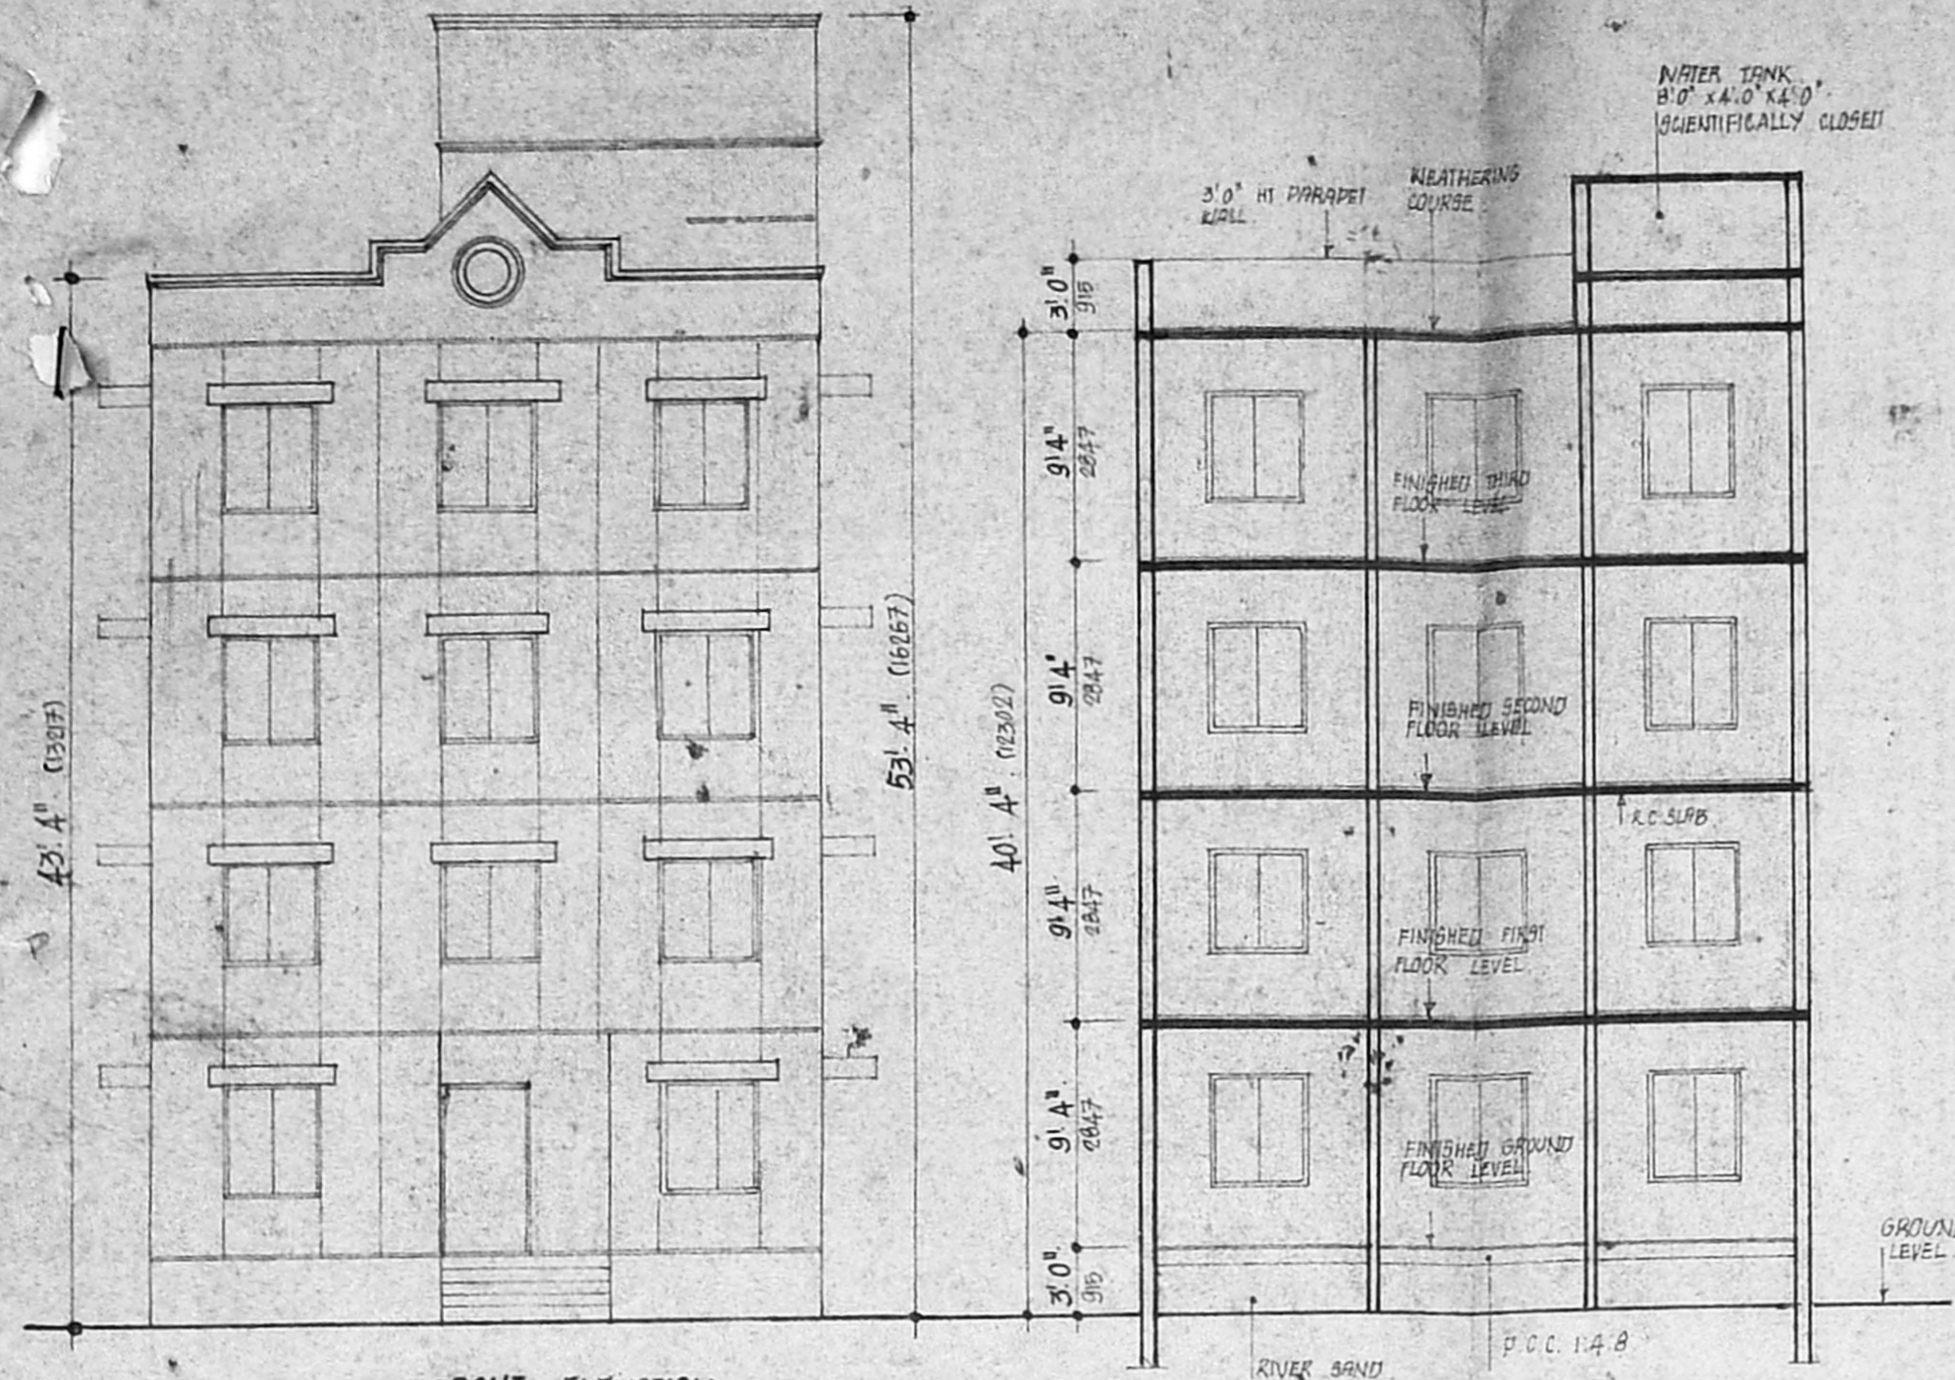 WATER TANK
8'0" x 4'.0" x 4'.0"
SCIENTIFICALLY CLOSED
3'0" HT PARAPET
WALL
WEATHERING
COURSE
3'.0"
915
9'4"
2847
FINISHED THIRD
FLOOR LEVEL
9'4"
2847
FINISHED SECOND
FLOOR LEVEL
R.C. SLAB
9'4"
2847
FINISHED FIRST
FLOOR LEVEL
9'.4"
2847
FINISHED GROUND
FLOOR LEVEL
3'.0"
915
43'.4" (13217)
53'.4" (16267)
40'.4" (12302)
GROUND
LEVEL
P.C.C. 1:4:8
RIVER SAND